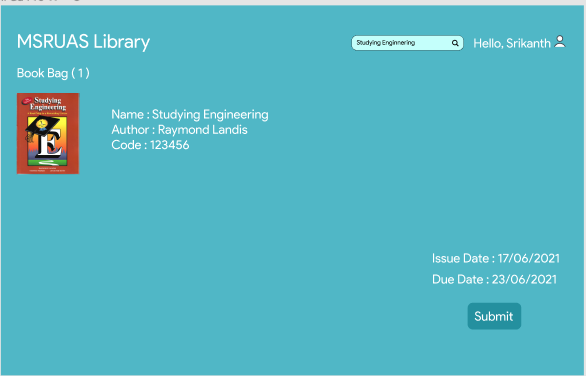 MSRUAS Library
Studying Enginnering
Hello, Srikanth
Book Bag ( 1 )
Studying
Engineering
E
Name : Studying Engineering
Author : Raymond Landis
Code : 123456
Issue Date : 17/06/2021
Due Date : 23/06/2021
Submit